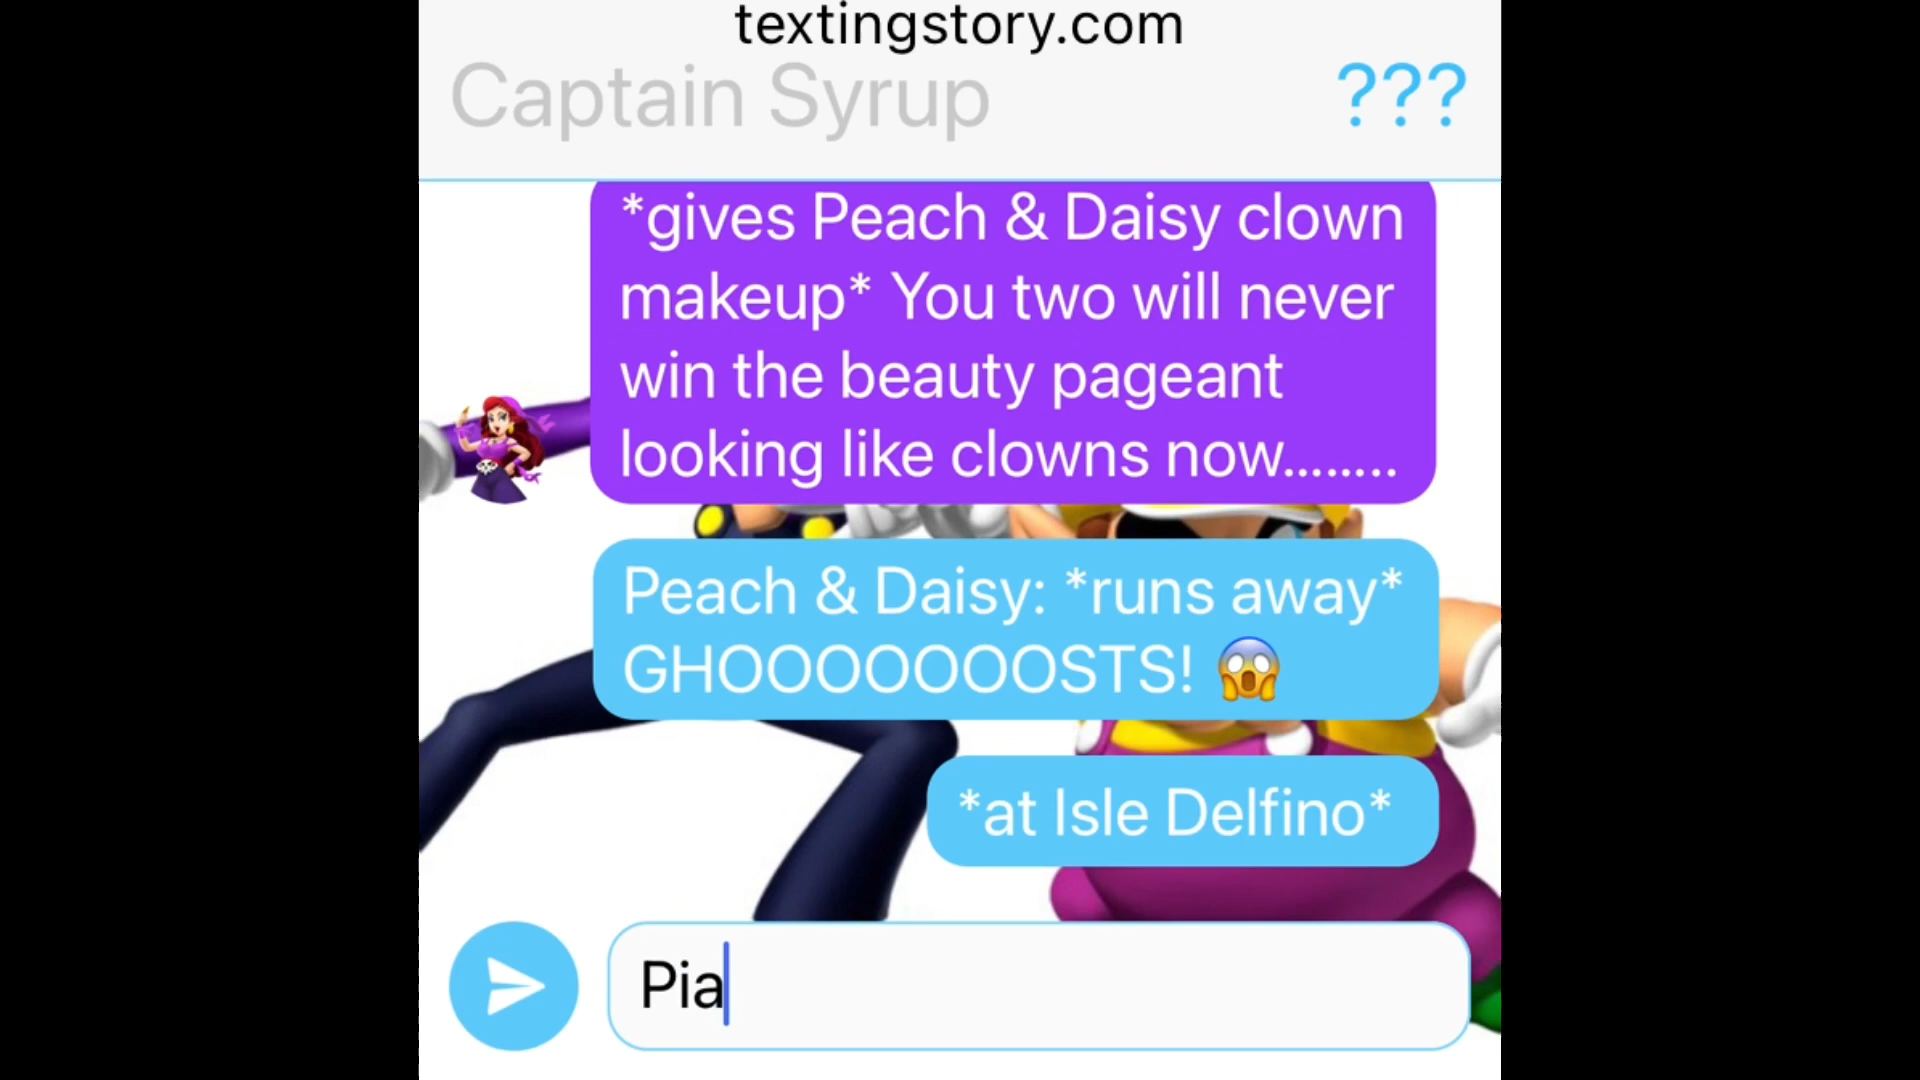 textingstory.com
Captain Syrup
???
*gives Peach & Daisy clown
makeup* You two will never
win the beauty pageant
looking like clowns now........
Peach & Daisy: *runs away*
GHOOOOOOOSTS! 😱
*at Isle Delfino*
Pia